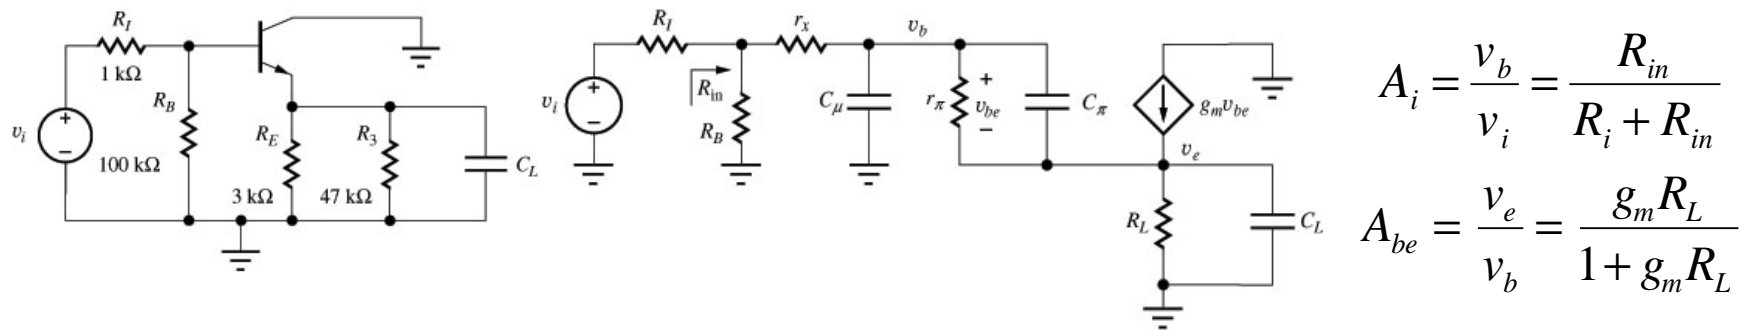 R_I
1 kΩ
R_B
100 kΩ
v_i
+
−
R_E
3 kΩ
R_3
47 kΩ
C_L
R_I
r_x
v_b
v_i
+
−
R_in
R_B
C_μ
r_π
+
v_be
−
C_π
g_m v_be
v_e
R_L
C_L
A_i = v_b / v_i = R_in / (R_i + R_in)
A_be = v_e / v_b = g_m R_L / (1 + g_m R_L)